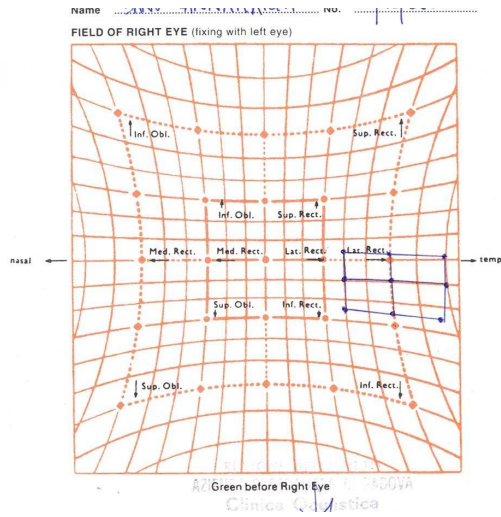 Name No.
FIELD OF RIGHT EYE (fixing with left eye)
Inf. Obl. Sup. Rect.
Inf. Obl. Sup. Rect.
nasal Med. Rect. Med. Rect. Lat. Rect. Lat. Rect. temp
Sup. Obl. Inf. Rect.
Sup. Obl. Inf. Rect.
PADOVA
Green before Right Eye
Clinica Oculistica